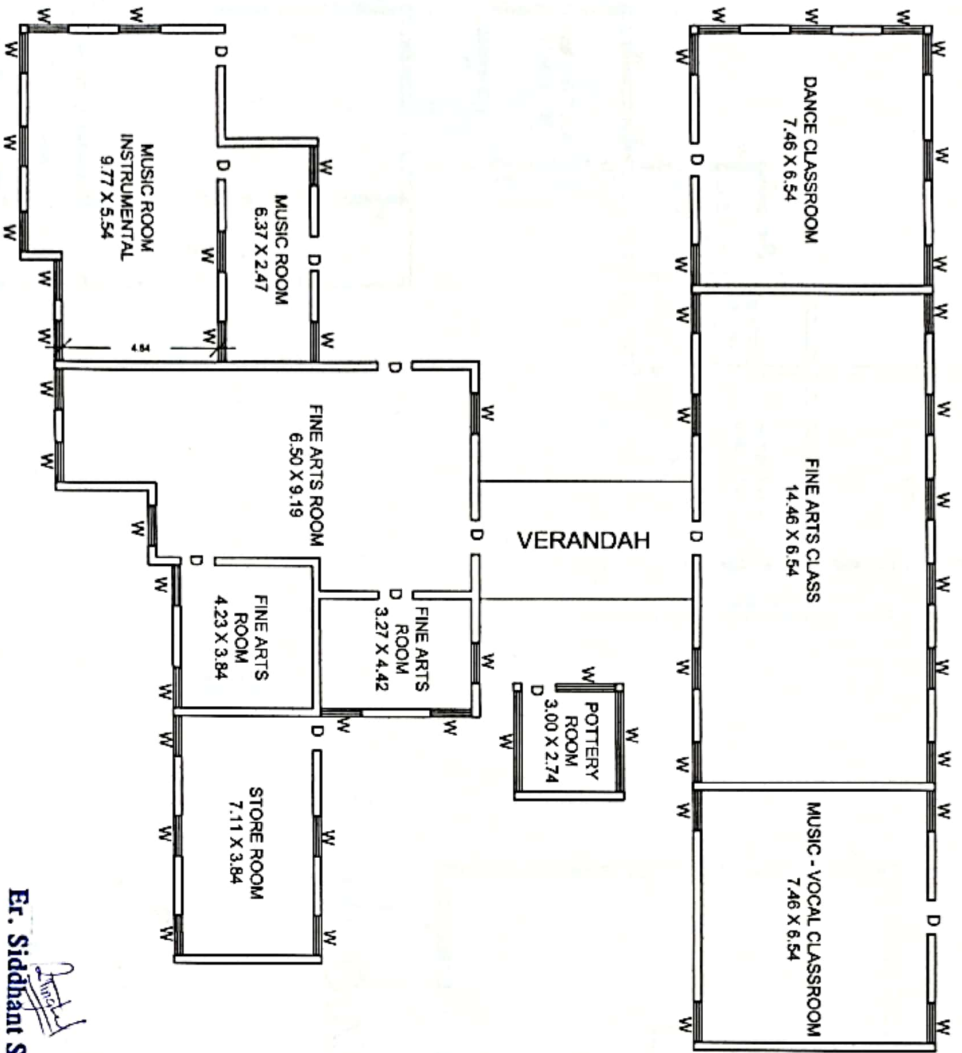 W W W W W W W W D W
W
DANCE CLASSROOM
7.46 X 6.54
FINE ARTS CLASS
14.46 X 6.54
MUSIC - VOCAL CLASSROOM
7.46 X 6.54
W
W
W D W W W D W W W W
VERANDAH
W
W
POTTERY
ROOM
3.00 X 2.74
D
W
W D W
W
D D
FINE ARTS
ROOM
3.27 X 4.42
W
W D W D W W
MUSIC ROOM
6.37 X 2.47
FINE ARTS ROOM
6.50 X 9.19
FINE ARTS
ROOM
4.23 X 3.84
STORE ROOM
7.11 X 3.84
D D W W
D
W W W W W W
W
MUSIC ROOM
INSTRUMENTAL
9.77 X 5.54
4.84
W
W W W W
W W W
Er. Siddhant S